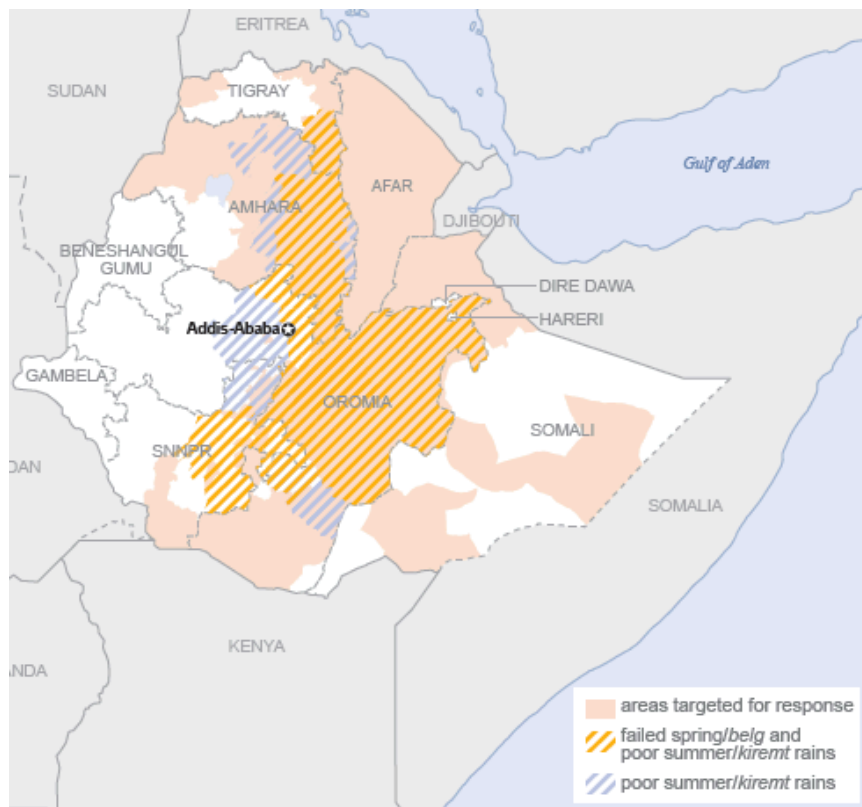 ERITREA
SUDAN
TIGRAY
Gulf of Aden
AFAR
AMHARA
DJIBOUTI
BENESHANGUL
GUMU
DIRE DAWA
HARERI
Addis-Ababa
GAMBELA
OROMIA
SOMALI
SNNPR
DAN
SOMALIA
KENYA
ANDA
areas targeted for response
failed spring/belg and
poor summer/kiremt rains
poor summer/kiremt rains